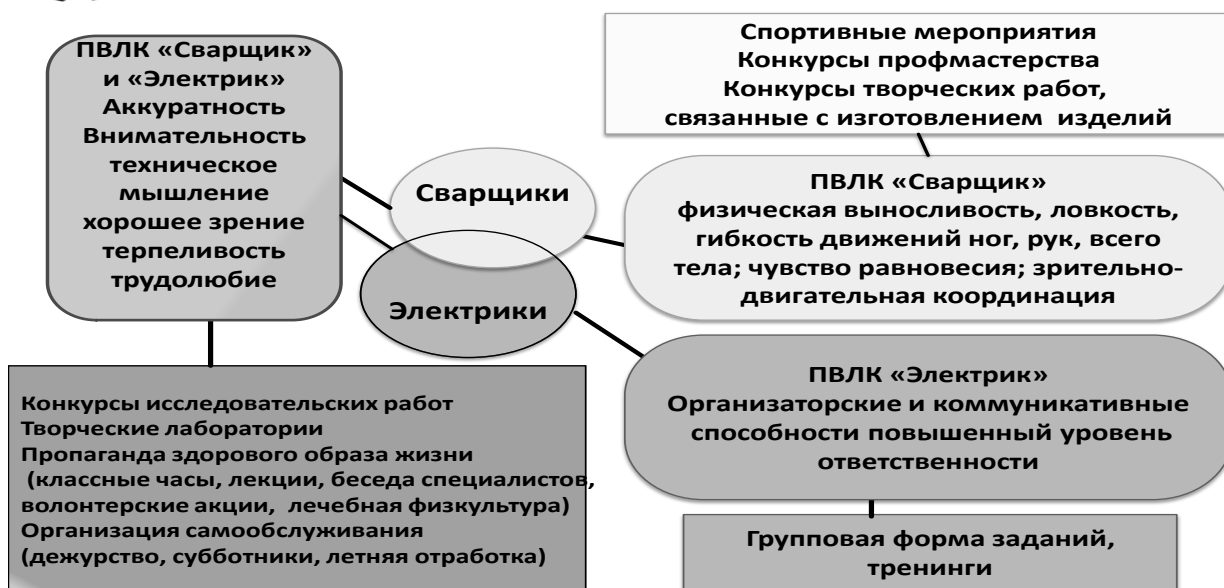 ПВЛК «Сварщик»
и «Электрик»
Аккуратность
Внимательность
техническое
мышление
хорошее зрение
терпеливость
трудолюбие
Сварщики
Электрики
Спортивные мероприятия
Конкурсы профмастерства
Конкурсы творческих работ,
связанные с изготовлением изделий
ПВЛК «Сварщик»
физическая выносливость, ловкость,
гибкость движений ног, рук, всего
тела; чувство равновесия; зрительно-
двигательная координация
ПВЛК «Электрик»
Организаторские и коммуникативные
способности повышенный уровень
ответственности
Конкурсы исследовательских работ
Творческие лаборатории
Пропаганда здорового образа жизни
(классные часы, лекции, беседа специалистов,
волонтерские акции, лечебная физкультура)
Организация самообслуживания
(дежурство, субботники, летняя отработка)
Групповая форма заданий,
тренинги